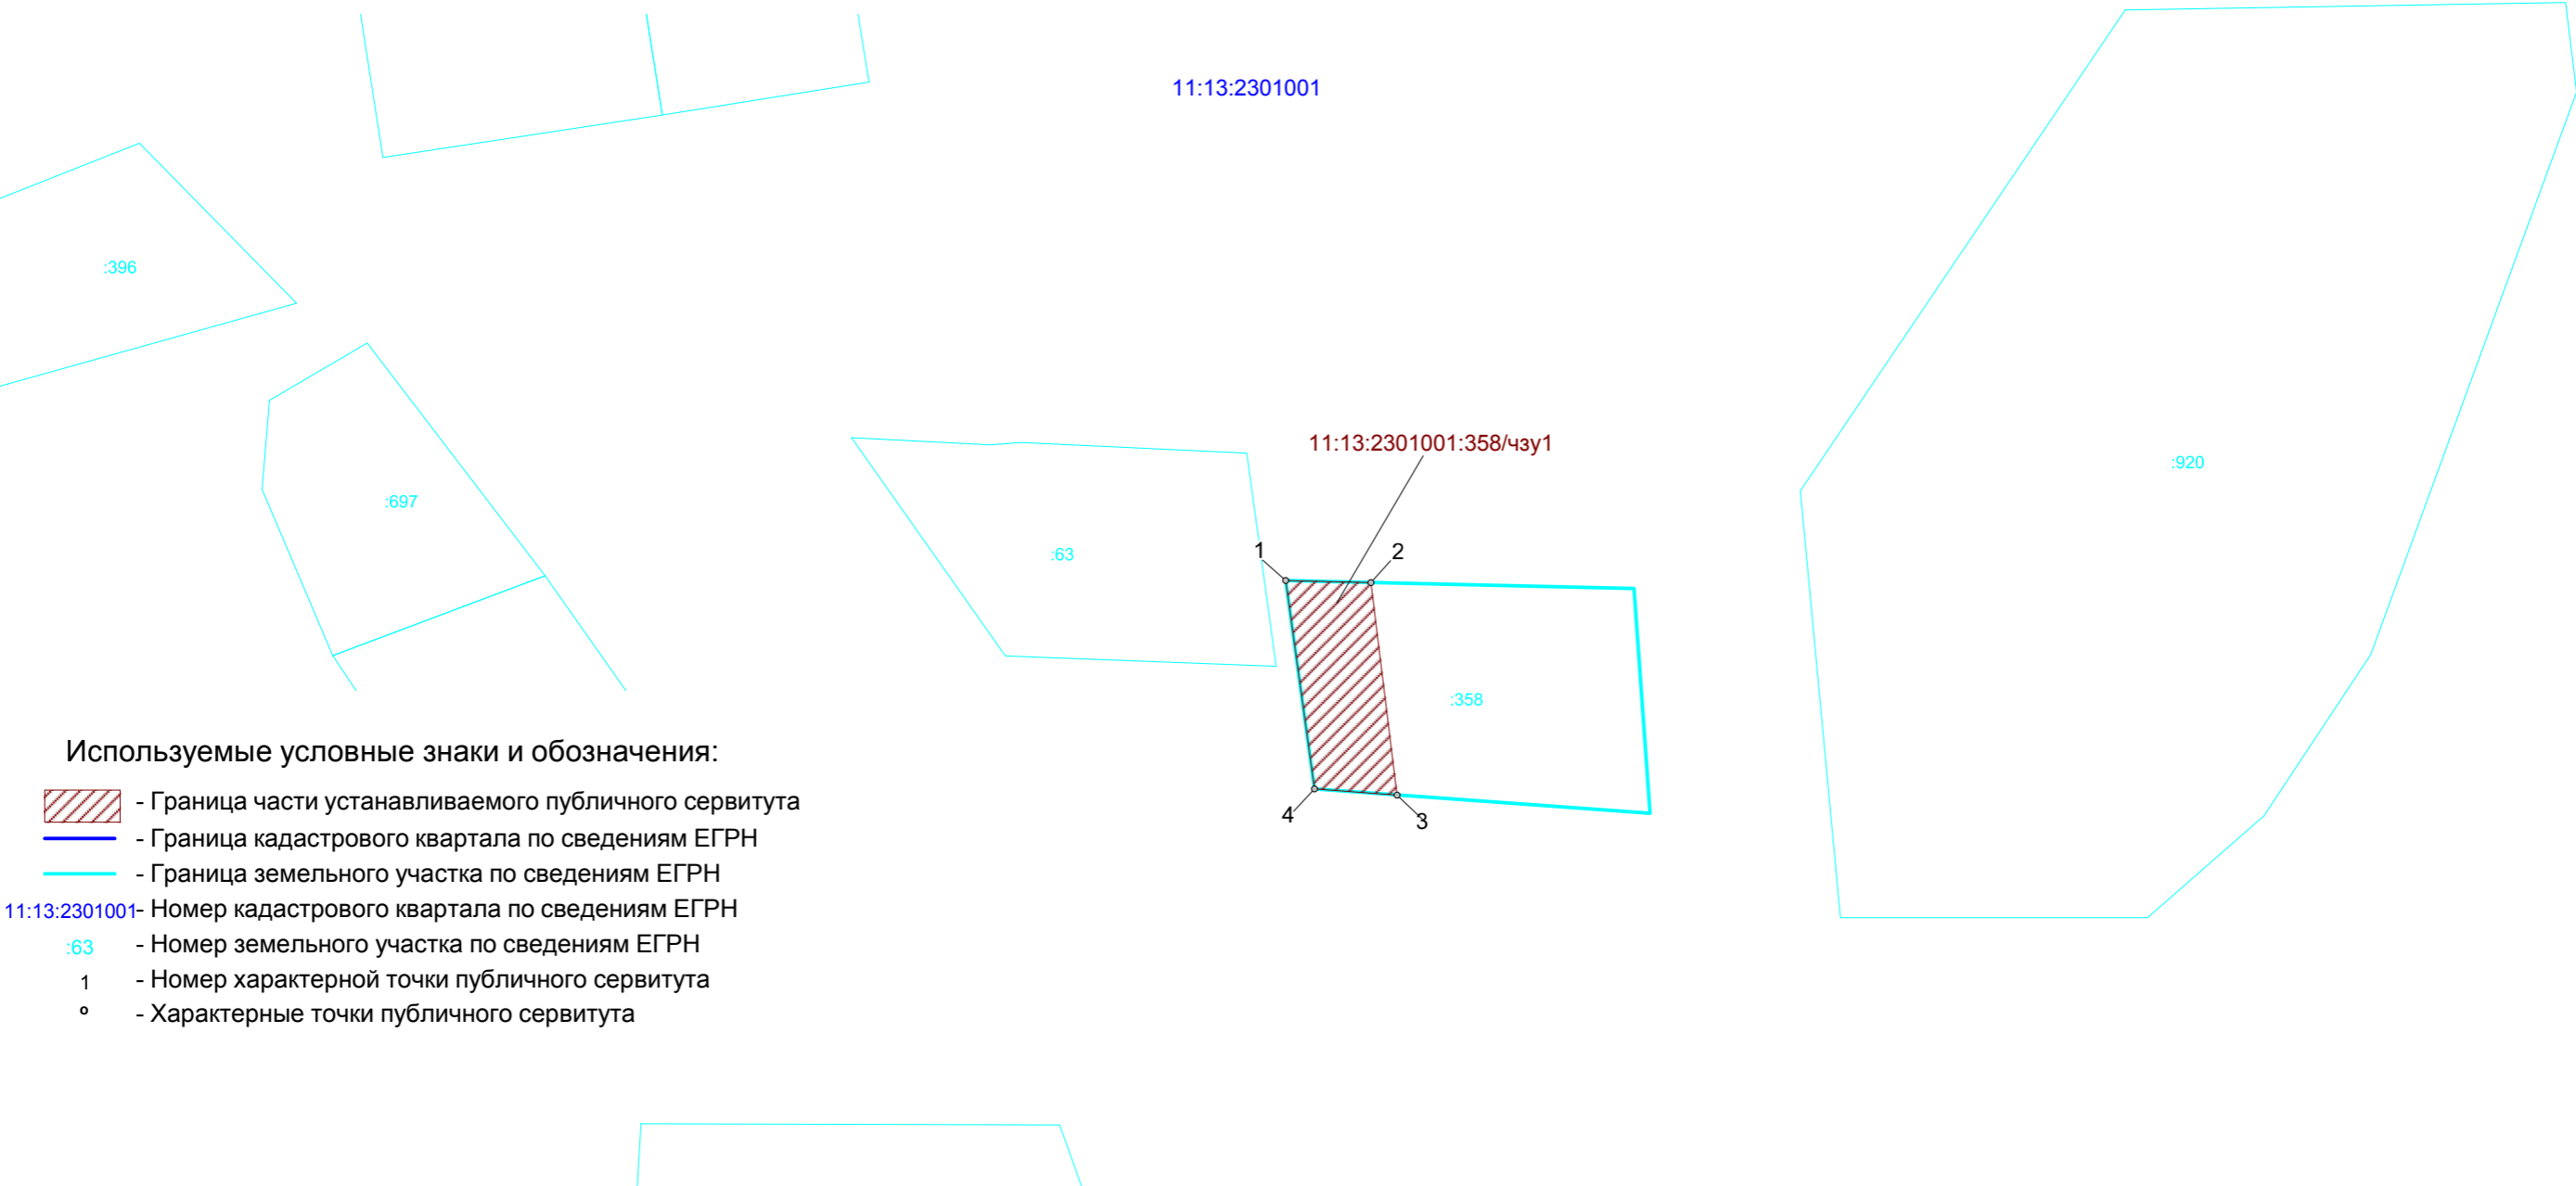 11:13:2301001
:396
11:13:2301001:358/чзу1
:920
:697
:63
1
2
:358
4
3
Используемые условные знаки и обозначения:
- Граница части устанавливаемого публичного сервитута
- Граница кадастрового квартала по сведениям ЕГРН
- Граница земельного участка по сведениям ЕГРН
11:13:2301001 - Номер кадастрового квартала по сведениям ЕГРН
:63 - Номер земельного участка по сведениям ЕГРН
1 - Номер характерной точки публичного сервитута
- Характерные точки публичного сервитута